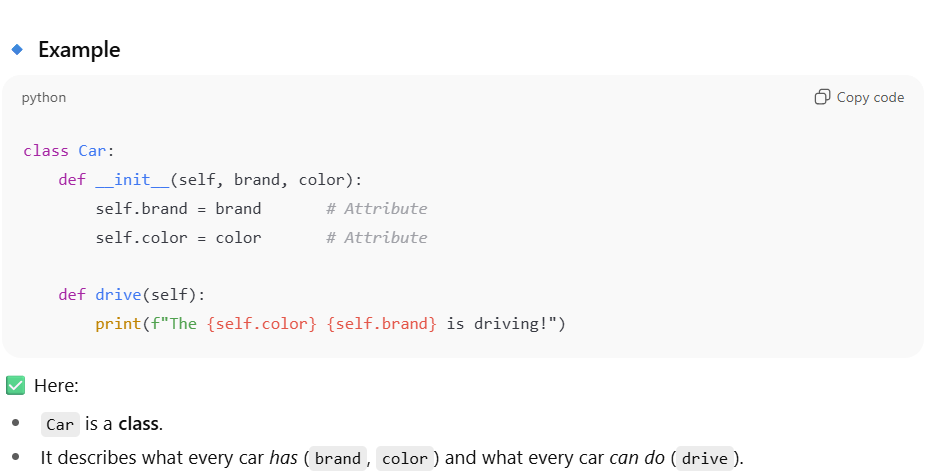 🔹 Example
python
Copy code
class Car:
    def __init__(self, brand, color):
        self.brand = brand       # Attribute
        self.color = color       # Attribute

    def drive(self):
        print(f"The {self.color} {self.brand} is driving!")
✅ Here:
• Car is a class.
• It describes what every car has (brand, color) and what every car can do (drive).